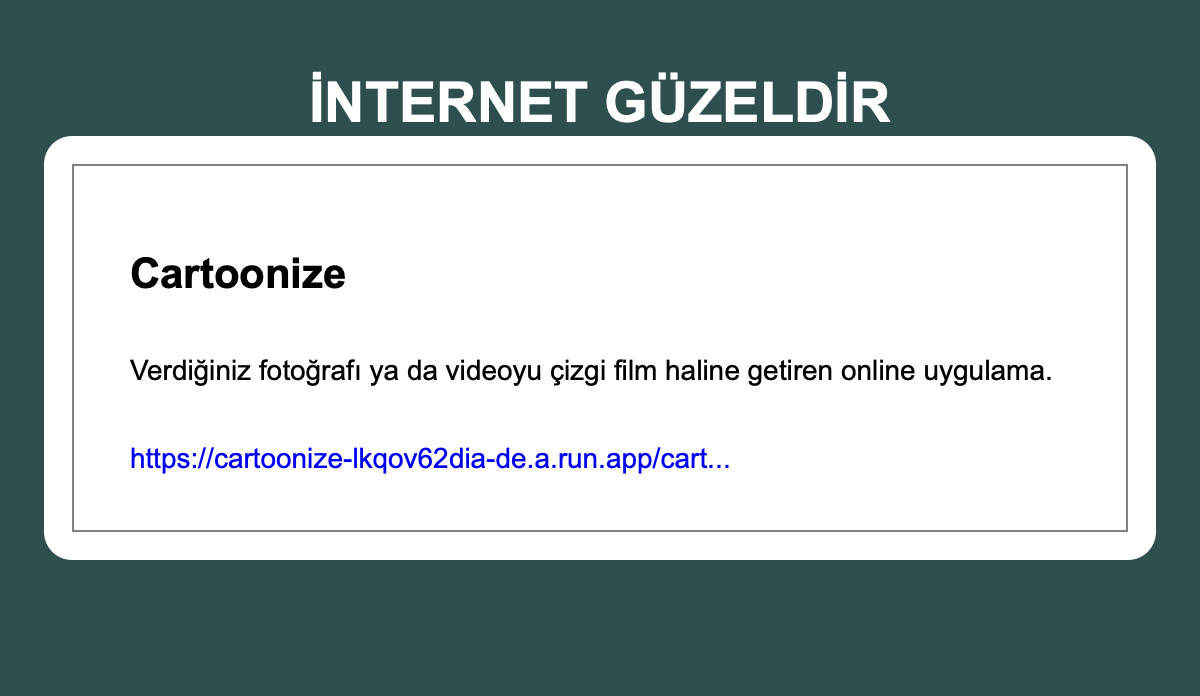 İNTERNET GÜZELDİR
Cartoonize
Verdiğiniz fotoğrafı ya da videoyu çizgi film haline getiren online uygulama.
https://cartoonize-lkqov62dia-de.a.run.app/cart...